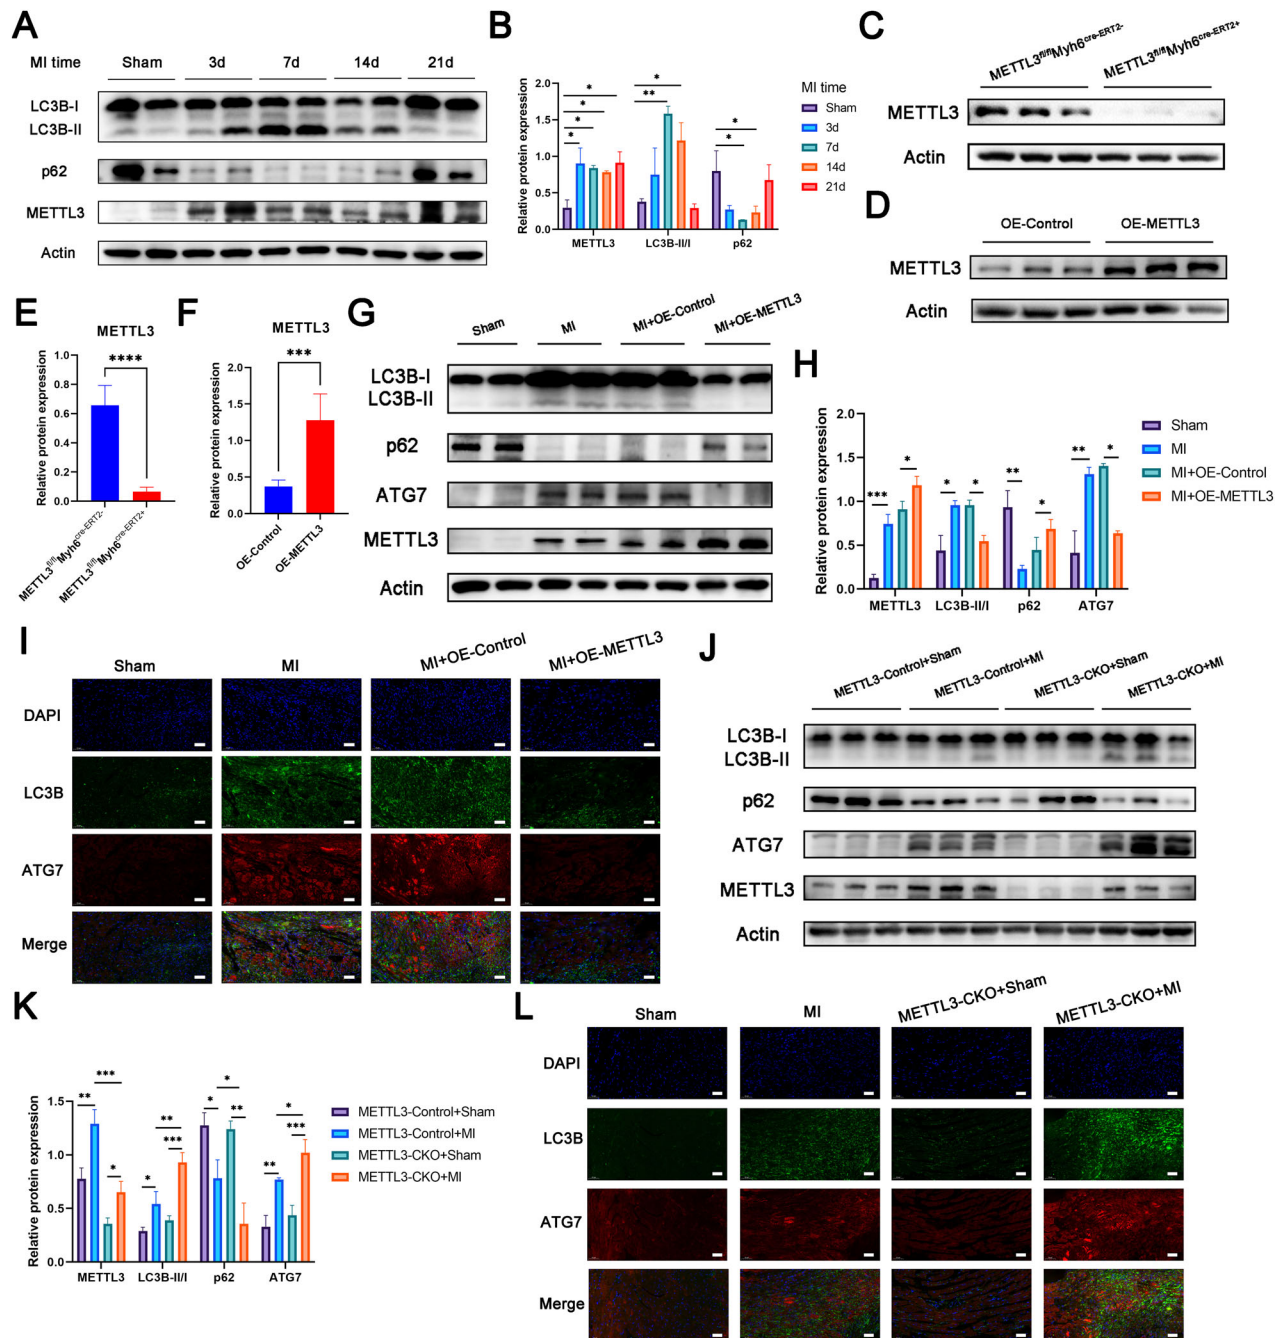 A
MI time Sham 3d 7d 14d 21d
LC3B-I
LC3B-II
p62
METTL3
Actin
B
Relative protein expression
2.0
1.5
1.0
0.5
0.0
* * * * ** * * *
METTL3 LC3B-II/I p62
MI time
Sham
3d
7d
14d
21d
C
METTL3fl/flMyh6cre-ERT2- METTL3fl/flMyh6cre-ERT2+
METTL3
Actin
D
OE-Control OE-METTL3
METTL3
Actin
E
METTL3
****
Relative protein expression
1.0
0.8
0.6
0.4
0.2
0.0
METTL3fl/flMyh6cre-ERT2- METTL3fl/flMyh6cre-ERT2+
F
METTL3
***
Relative protein expression
2.0
1.5
1.0
0.5
0.0
OE-Control OE-METTL3
G
Sham MI MI+OE-Control MI+OE-METTL3
LC3B-I
LC3B-II
p62
ATG7
METTL3
Actin
H
Relative protein expression
2.0
1.5
1.0
0.5
0.0
*** * * * ** * ** *
METTL3 LC3B-II/I p62 ATG7
Sham
MI
MI+OE-Control
MI+OE-METTL3
I
Sham MI MI+OE-Control MI+OE-METTL3
DAPI
LC3B
ATG7
Merge
J
METTL3-Control+Sham METTL3-Control+MI METTL3-CKO+Sham METTL3-CKO+MI
LC3B-I
LC3B-II
p62
ATG7
METTL3
Actin
K
Relative protein expression
1.5
1.0
0.5
0.0
** *** * * ** *** * * ** ** * ***
METTL3 LC3B-II/I p62 ATG7
METTL3-Control+Sham
METTL3-Control+MI
METTL3-CKO+Sham
METTL3-CKO+MI
L
Sham MI METTL3-CKO+Sham METTL3-CKO+MI
DAPI
LC3B
ATG7
Merge